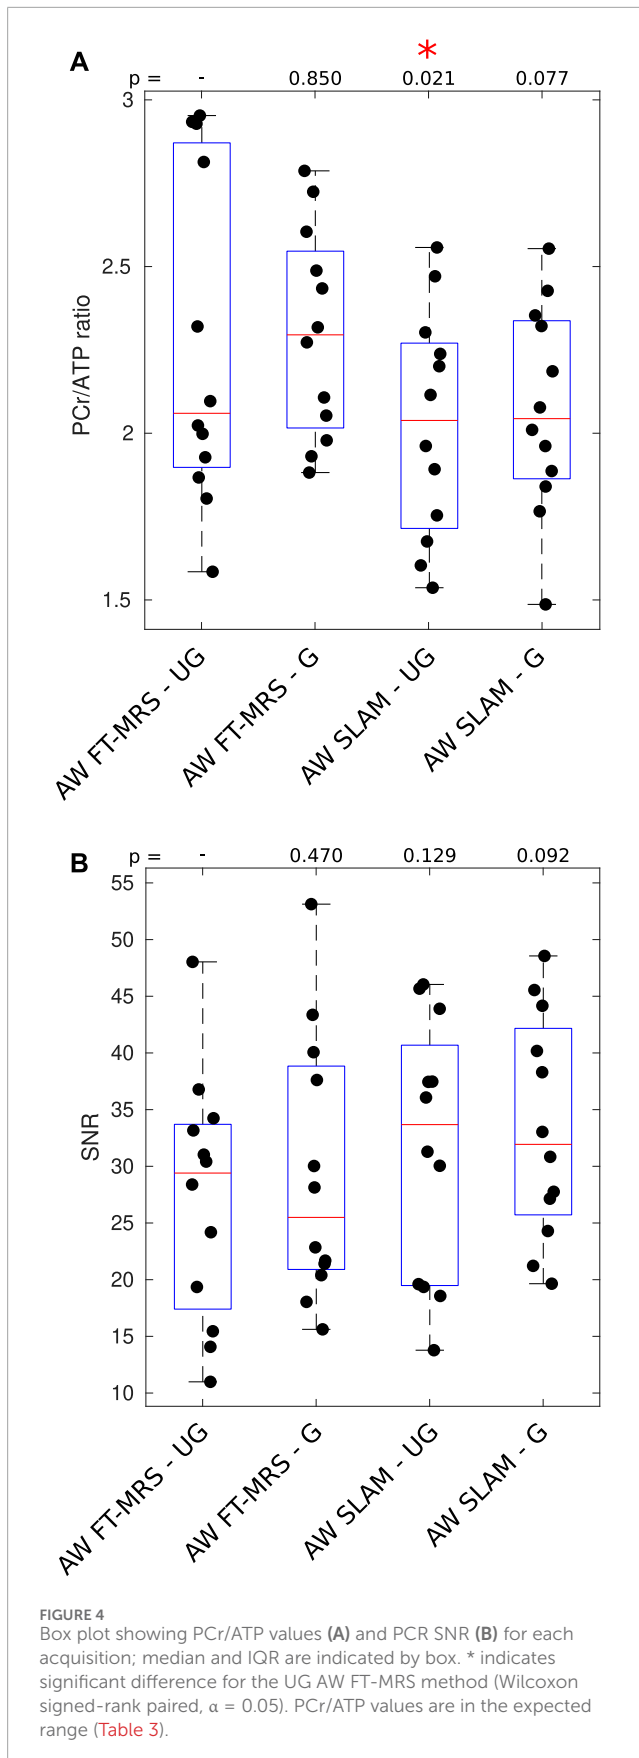 A
*
p = - 0.850 0.021 0.077
3
2.5
2
1.5
PCr/ATP ratio
AW FT-MRS - UG
AW FT-MRS - G
AW SLAM - UG
AW SLAM - G
B
p = - 0.470 0.129 0.092
55
50
45
40
35
30
25
20
15
10
SNR
AW FT-MRS - UG
AW FT-MRS - G
AW SLAM - UG
AW SLAM - G
FIGURE 4
Box plot showing PCr/ATP values (A) and PCR SNR (B) for each
acquisition; median and IQR are indicated by box. * indicates
significant difference for the UG AW FT-MRS method (Wilcoxon
signed-rank paired, α = 0.05). PCr/ATP values are in the expected
range (Table 3).